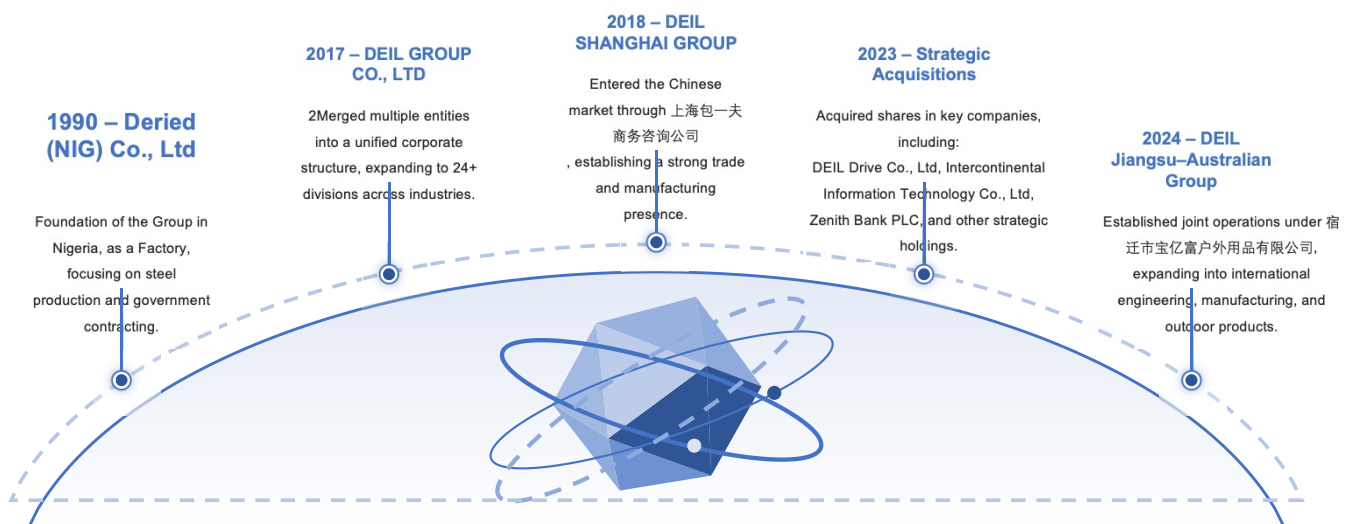 1990 – Deried
(NIG) Co., Ltd
Foundation of the Group in
Nigeria, as a Factory,
focusing on steel
production and government
contracting.
2017 – DEIL GROUP
CO., LTD
2Merged multiple entities
into a unified corporate
structure, expanding to 24+
divisions across industries.
2018 – DEIL
SHANGHAI GROUP
Entered the Chinese
market through 上海包一夫
商务咨询公司
, establishing a strong trade
and manufacturing
presence.
2023 – Strategic
Acquisitions
Acquired shares in key companies,
including:
DEIL Drive Co., Ltd, Intercontinental
Information Technology Co., Ltd,
Zenith Bank PLC, and other strategic
holdings.
2024 – DEIL
Jiangsu–Australian
Group
Established joint operations under 宿
迁市宝亿富户外用品有限公司,
expanding into international
engineering, manufacturing, and
outdoor products.